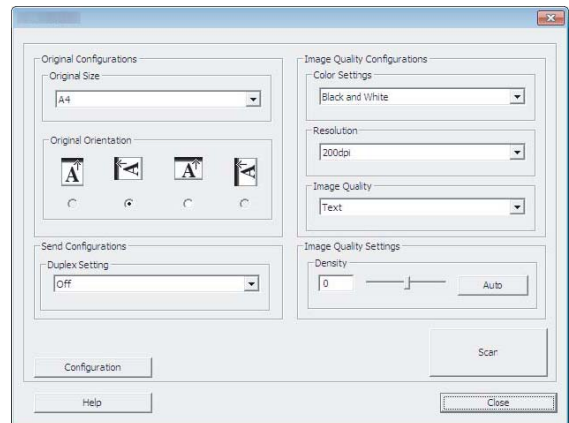 Original Configurations
Original Size
A4
Original Orientation
A A A A
Send Configurations
Duplex Setting
Off
Configuration
Help
Image Quality Configurations
Color Settings
Black and White
Resolution
200dpi
Image Quality
Text
Image Quality Settings
Density
0
Auto
Scan
Close